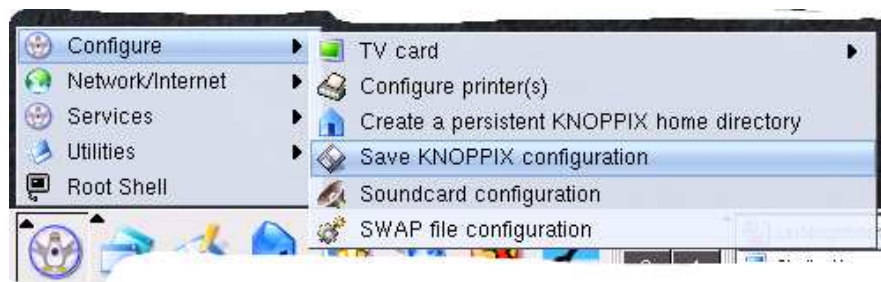 Configure
Network/Internet
Services
Utilities
Root Shell
TV card
Configure printer(s)
Create a persistent KNOPPIX home directory
Save KNOPPIX configuration
Soundcard configuration
SWAP file configuration